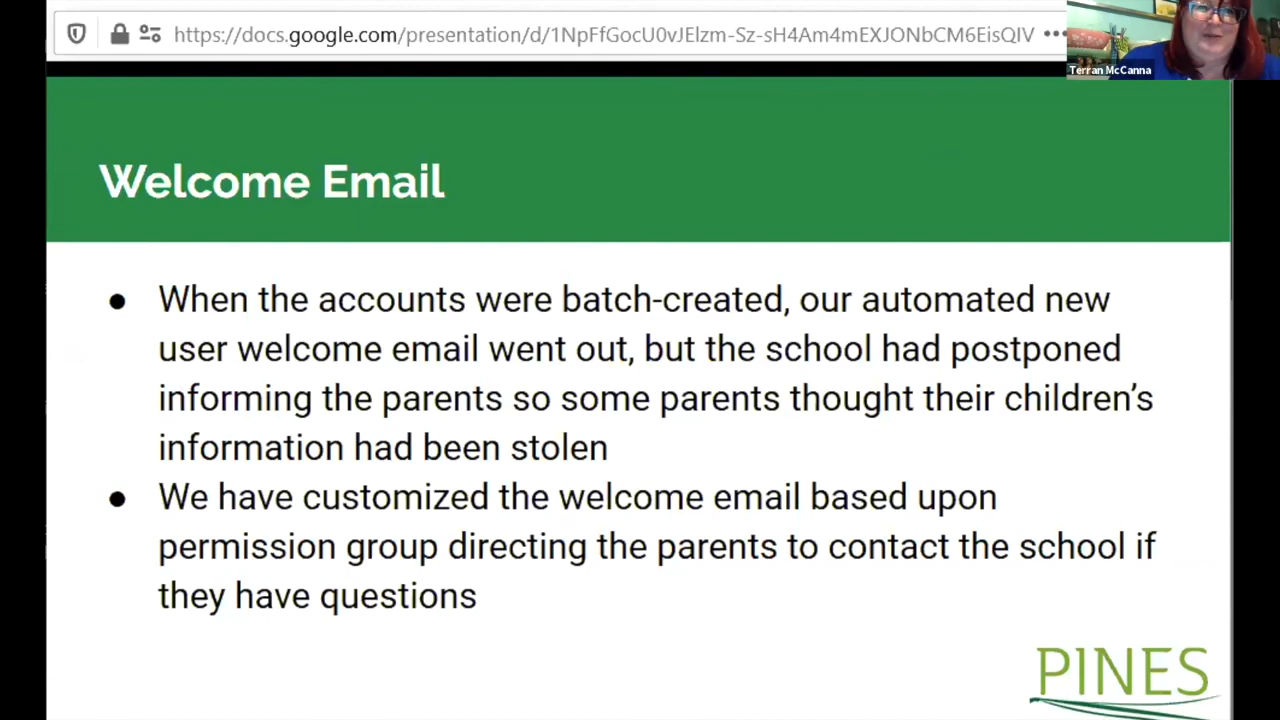 https://docs.google.com/presentation/d/1NpFfGocU0vJElzm-Sz-sH4Am4mEXJONbCM6EisQIV
Terran McCanna
Welcome Email
● When the accounts were batch-created, our automated new
user welcome email went out, but the school had postponed
informing the parents so some parents thought their children’s
information had been stolen
● We have customized the welcome email based upon
permission group directing the parents to contact the school if
they have questions
PINES